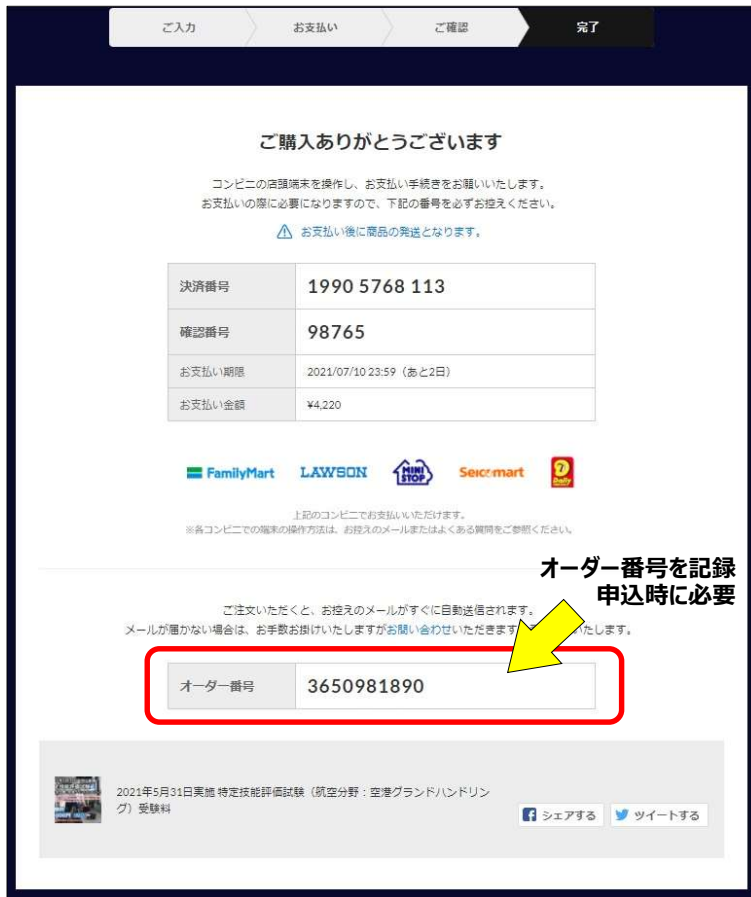 ご入力
お支払い
ご確認
完了
ご購入ありがとうございます
コンビニの店頭端末を操作し、お支払い手続きをお願いいたします。
お支払いの際に必要になりますので、下記の番号を必ずお控えください。
お支払い後に商品の発送となります。
決済番号 1990 5768 113
確認番号 98765
お支払い期限 2021/07/10 23:59（あと2日）
お支払い金額 ¥4,220
FamilyMart LAWSON MINI STOP Seicomart Daily
上記のコンビニでお支払いいただけます。
※各コンビニでの端末の操作方法は、お控えのメールまたはよくある質問をご参照ください。
オーダー番号を記録
申込時に必要
ご注文いただくと、お控えのメールがすぐに自動送信されます。
メールが届かない場合は、お手数お掛けいたしますがお問い合わせいただきます いたします。
オーダー番号 3650981890
2021年5月31日実施 特定技能評価試験（航空分野：空港グランドハンドリン
グ）受験料
シェアする ツイートする